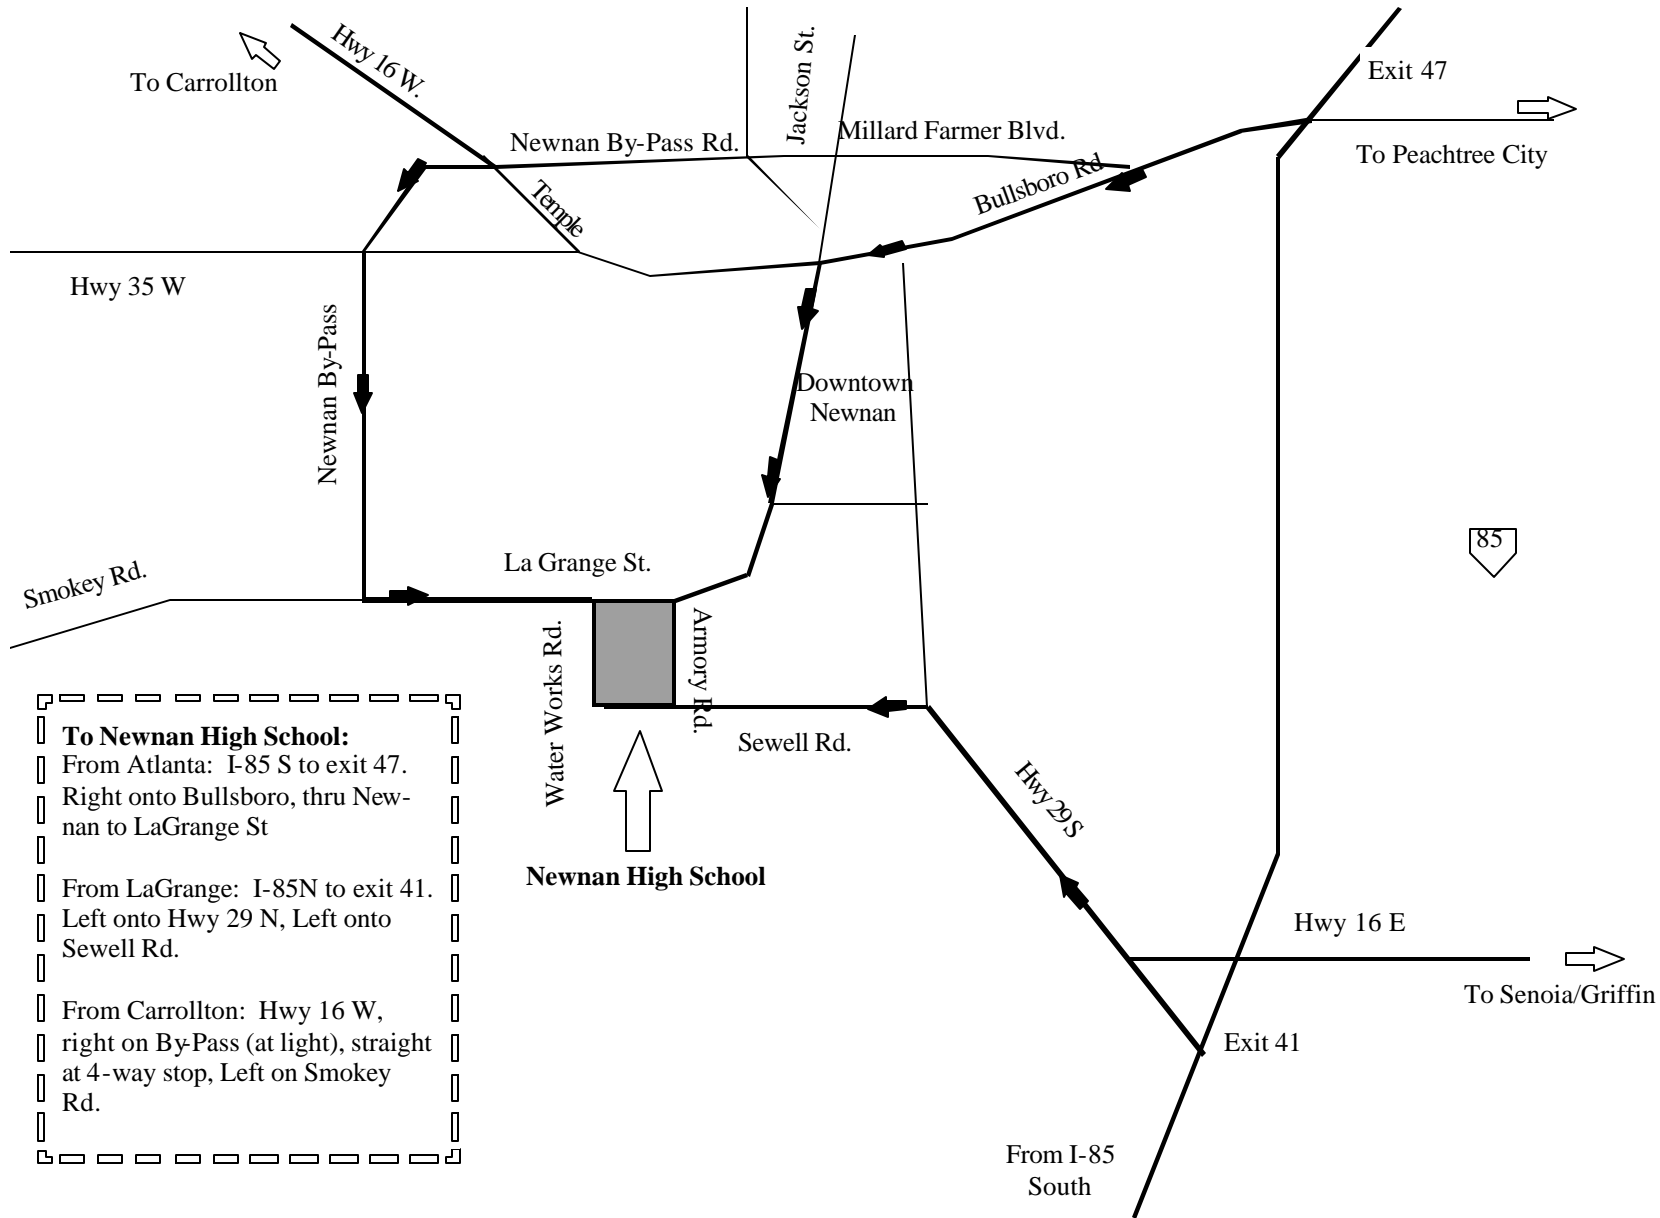 Hwy 16 W.
Jackson St.
Exit 47
To Carrollton
Newnan By-Pass Rd.
Millard Farmer Blvd.
To Peachtree City
Bullsboro Rd
Temple
Hwy 35 W
Newnan By-Pass
Downtown
Newnan
85
La Grange St.
Smokey Rd.
Water Works Rd.
Armory Rd.
Sewell Rd.
Hwy 29 S
Newnan High School
To Newnan High School:
From Atlanta:  I-85 S to exit 47.
Right onto Bullsboro, thru New-
nan to LaGrange St
From LaGrange:  I-85N to exit 41.
Left onto Hwy 29 N, Left onto
Sewell Rd.
From Carrollton:  Hwy 16 W,
right on By-Pass (at light), straight
at 4-way stop, Left on Smokey
Rd.
Hwy 16 E
To Senoia/Griffin
Exit 41
From I-85
South